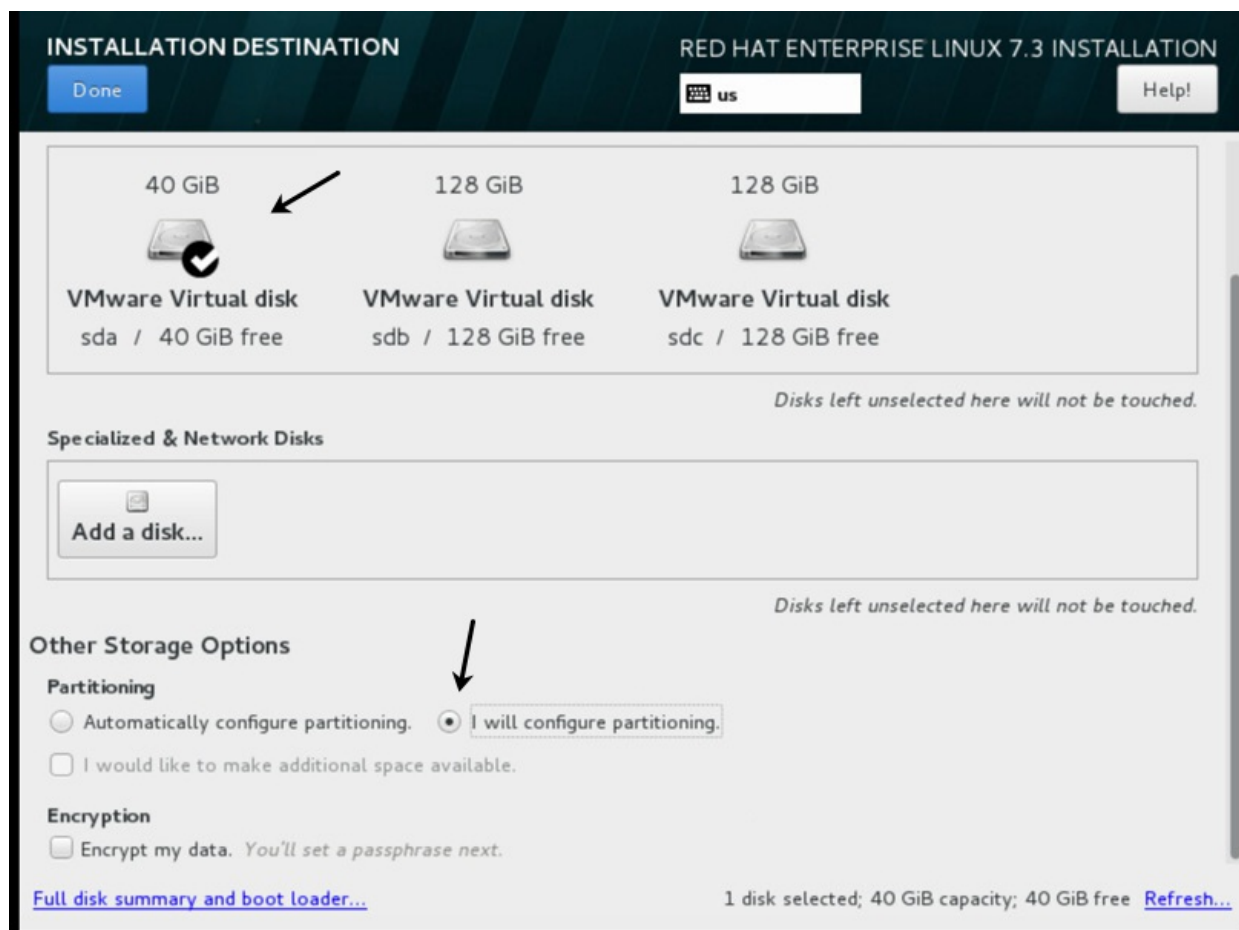 INSTALLATION DESTINATION
RED HAT ENTERPRISE LINUX 7.3 INSTALLATION
Done
us
Help!
40 GiB
128 GiB
128 GiB
VMware Virtual disk
VMware Virtual disk
VMware Virtual disk
sda / 40 GiB free
sdb / 128 GiB free
sdc / 128 GiB free
Disks left unselected here will not be touched.
Specialized & Network Disks
Add a disk...
Disks left unselected here will not be touched.
Other Storage Options
Partitioning
Automatically configure partitioning.
I will configure partitioning.
I would like to make additional space available.
Encryption
Encrypt my data. You'll set a passphrase next.
Full disk summary and boot loader...
1 disk selected; 40 GiB capacity; 40 GiB free Refresh...